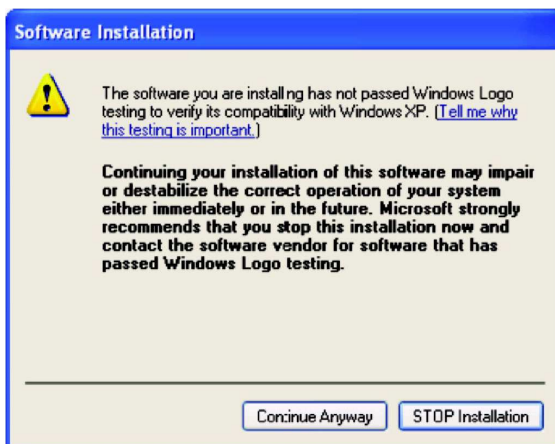 Software Installation
The software you are installing has not passed Windows Logo
testing to verify its compatibility with Windows XP. (Tell me why
this testing is important.)
Continuing your installation of this software may impair
or destabilize the correct operation of your system
either immediately or in the future. Microsoft strongly
recommends that you stop this installation now and
contact the software vendor for software that has
passed Windows Logo testing.
Continue Anyway
STOP Installation